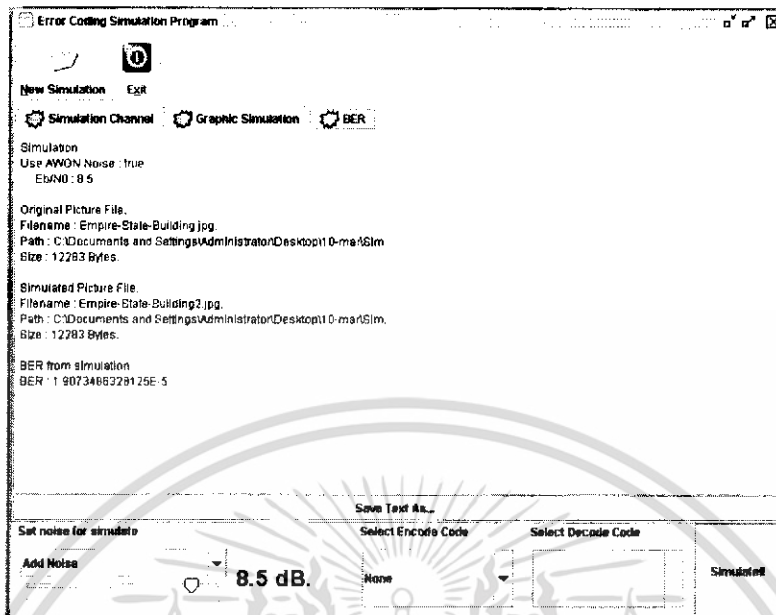 Error Coding Simulation Program
New Simulation Exit
Simulation Channel Graphic Simulation BER
Simulation
Use AWGN Noise : true
Eb/N0 : 8.5
Original Picture File.
Filename : Empire-State-Building.jpg.
Path : C:\Documents and Settings\Administrator\Desktop\10-mar\Sim
Size : 12283 Bytes.
Simulated Picture File.
Filename : Empire-State-Building2.jpg.
Path : C:\Documents and Settings\Administrator\Desktop\10-mar\Sim.
Size : 12283 Bytes.
BER from simulation
BER : 1.9073486328125E-5
Save Text As...
Set noise for simulate Select Encode Code Select Decode Code
Add Noise 8.5 dB. None Simulate!!